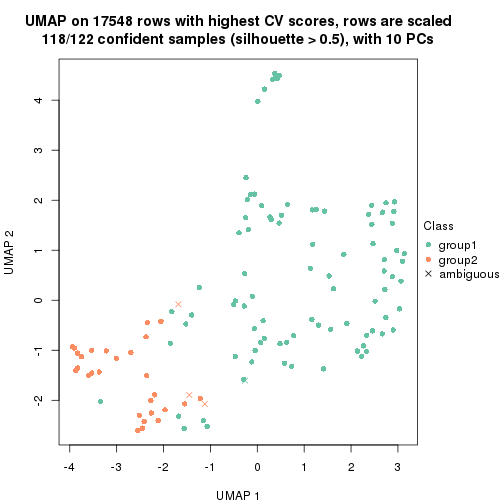 UMAP on 17548 rows with highest CV scores, rows are scaled
118/122 confident samples (silhouette > 0.5), with 10 PCs
4
3
2
1
0
-1
-2
UMAP 2
-4
-3
-2
-1
0
1
2
3
UMAP 1
Class
group1
group2
ambiguous